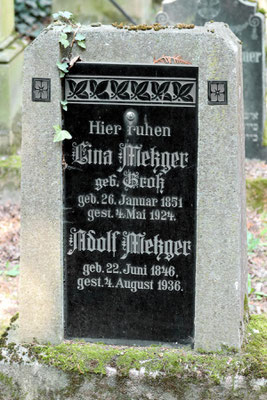 Hier ruhen
Lina Metzger
geb. Groß
geb. 26. Januar 1851
gest. 4. Mai 1924.
Adolf Metzger
geb. 22. Juni 1846,
gest. 4. August 1936.